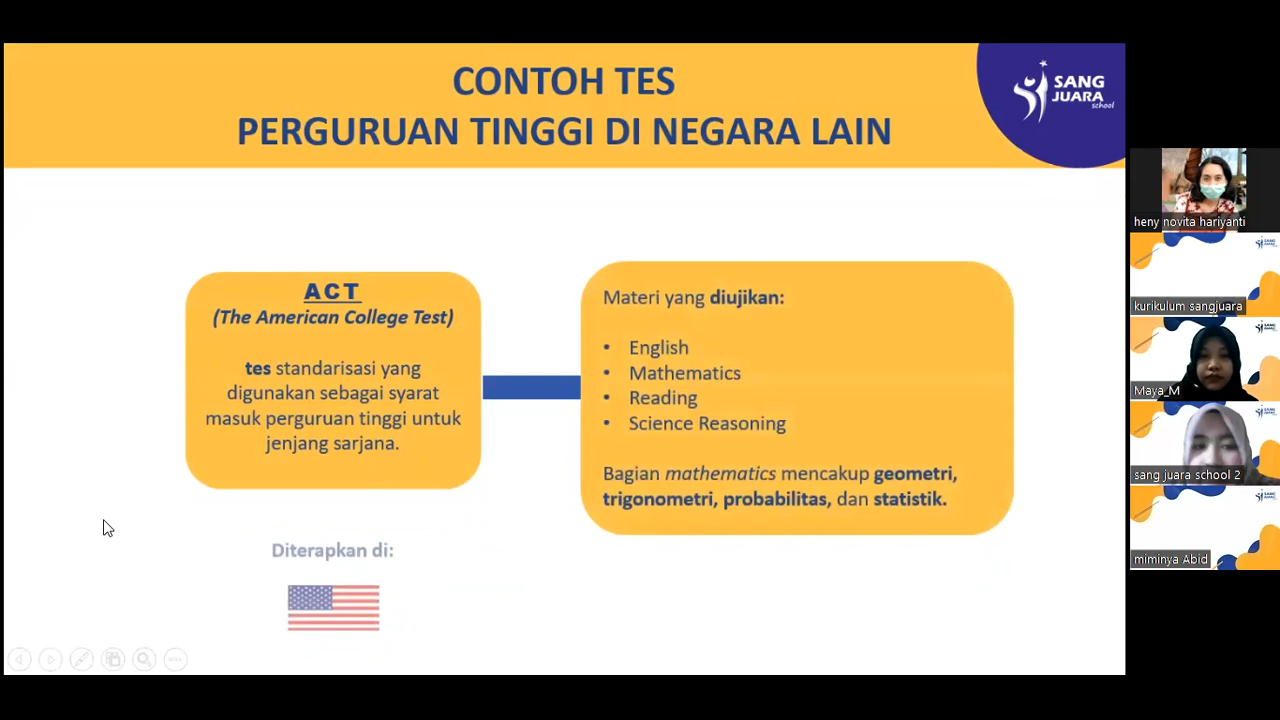 CONTOH TES
PERGURUAN TINGGI DI NEGARA LAIN
SANG
JUARA
school
ACT
(The American College Test)
tes standarisasi yang
digunakan sebagai syarat
masuk perguruan tinggi untuk
jenjang sarjana.
Materi yang diujikan:
• English
• Mathematics
• Reading
• Science Reasoning
Bagian mathematics mencakup geometri,
trigonometri, probabilitas, dan statistik.
Diterapkan di:
heny novita hariyanti
kurikulum sangjuara
Maya_M
sang juara school 2
miminya Abid